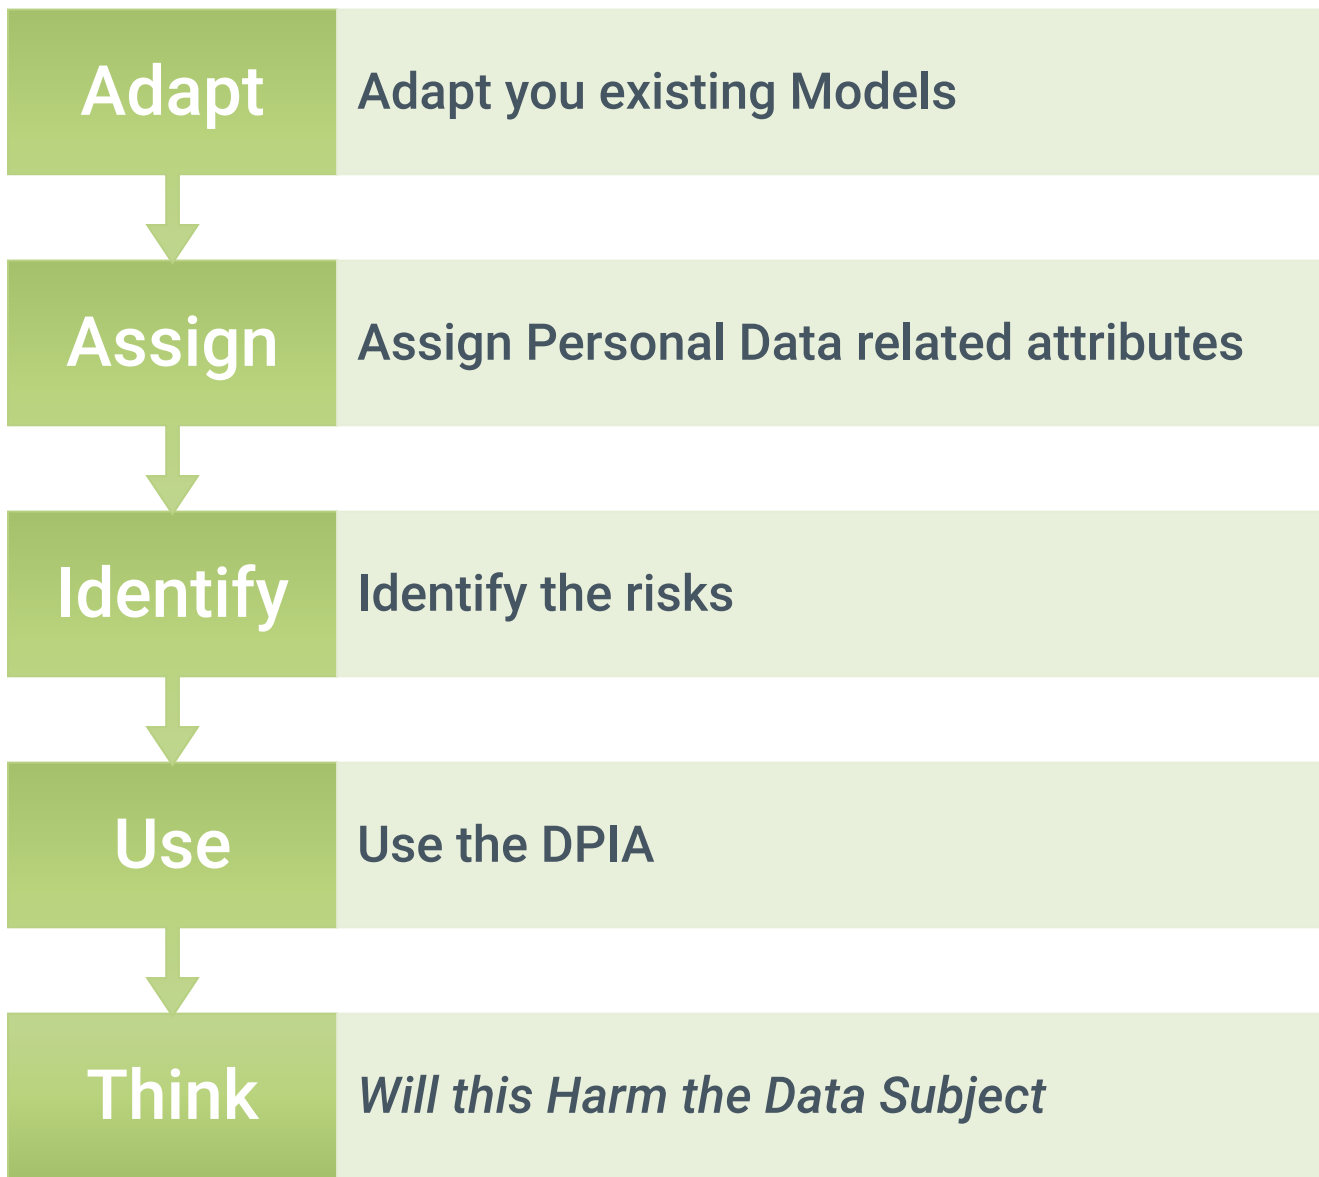 Adapt
Adapt you existing Models
Assign
Assign Personal Data related attributes
Identify
Identify the risks
Use
Use the DPIA
Think
Will this Harm the Data Subject